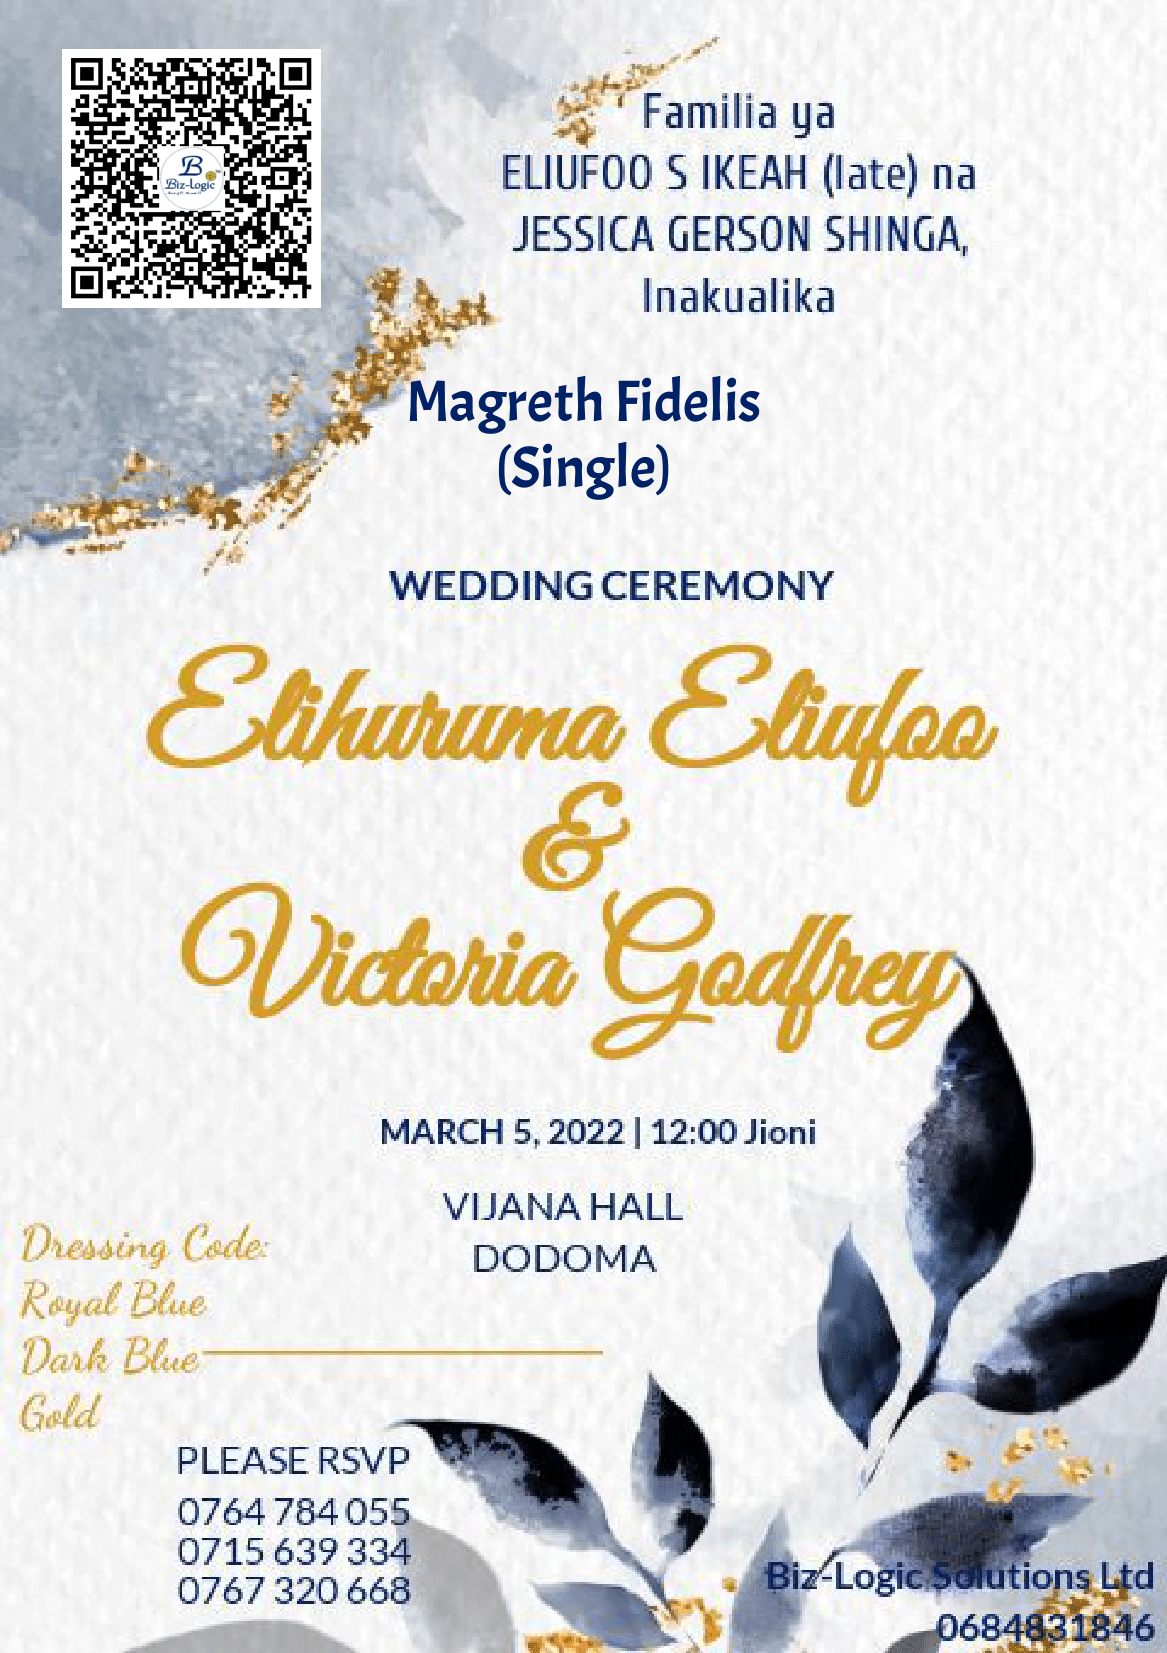 B
Biz-Logic
Familia ya
ELIUFOO S IKEAH (late) na
JESSICA GERSON SHINGA,
Inakualika
Magreth Fidelis
(Single)
WEDDING CEREMONY
Elihuruma Eliufoo
&
Victoria Godfrey
MARCH 5, 2022 | 12:00 Jioni
VIJANA HALL
DODOMA
Dressing Code:
Royal Blue
Dark Blue
Gold
PLEASE RSVP
0764 784 055
0715 639 334
0767 320 668
Biz-Logic Solutions Ltd
0684831846